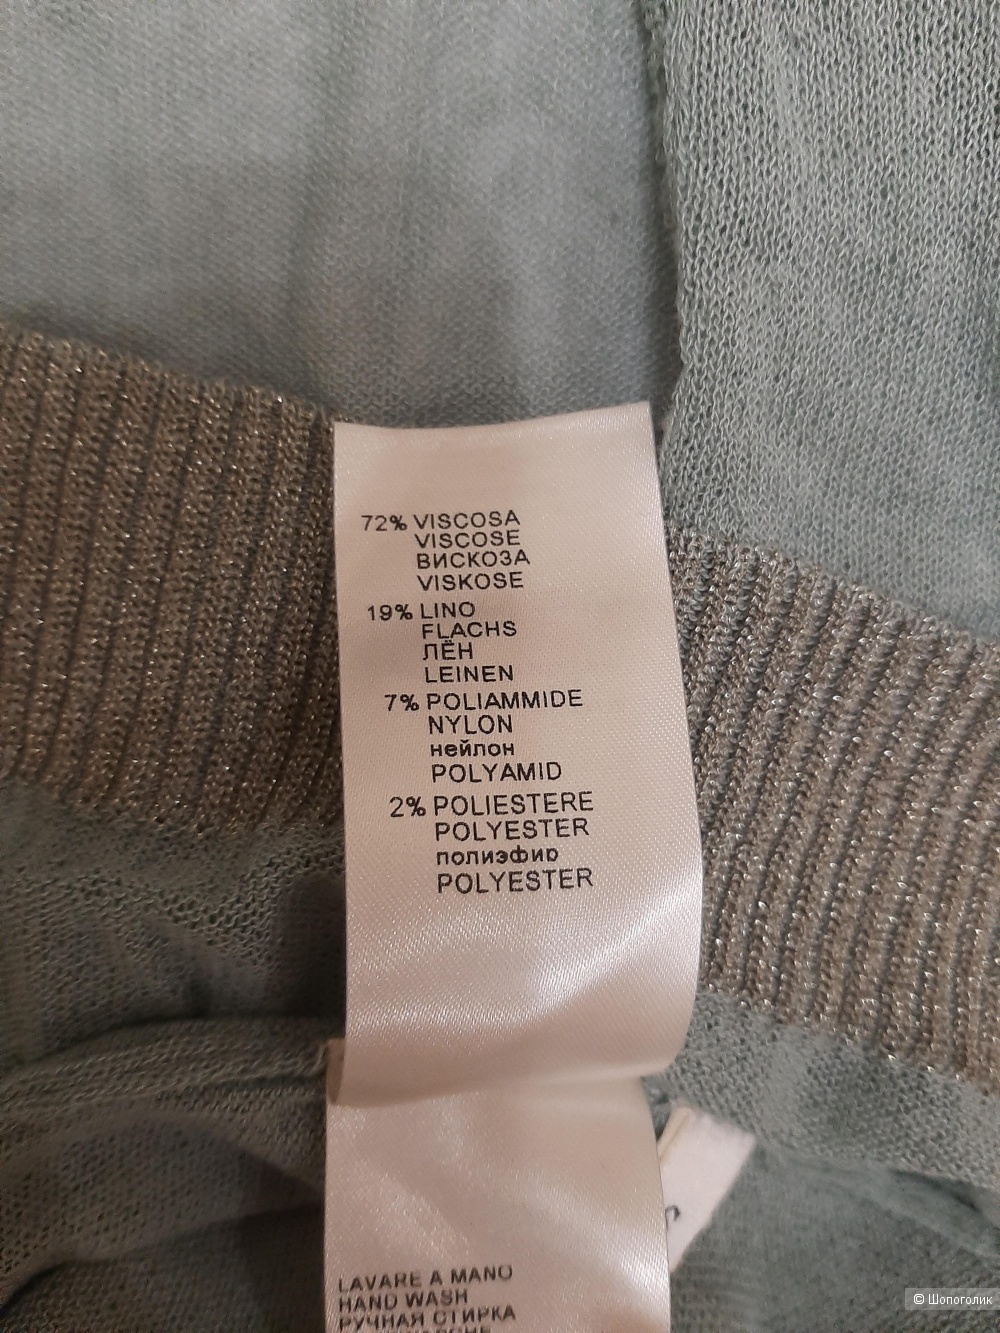 72% VISCOSA
VISCOSE
ВИСКОЗА
VISKOSE
19% LINO
FLACHS
ЛЁН
LEINEN
7% POLIAMMIDE
NYLON
нейлон
POLYAMID
2% POLIESTERE
POLYESTER
полиэфир
POLYESTER
LAVARE A MANO
HAND WASH
РУЧНАЯ СТИРКА
© Шопоголик